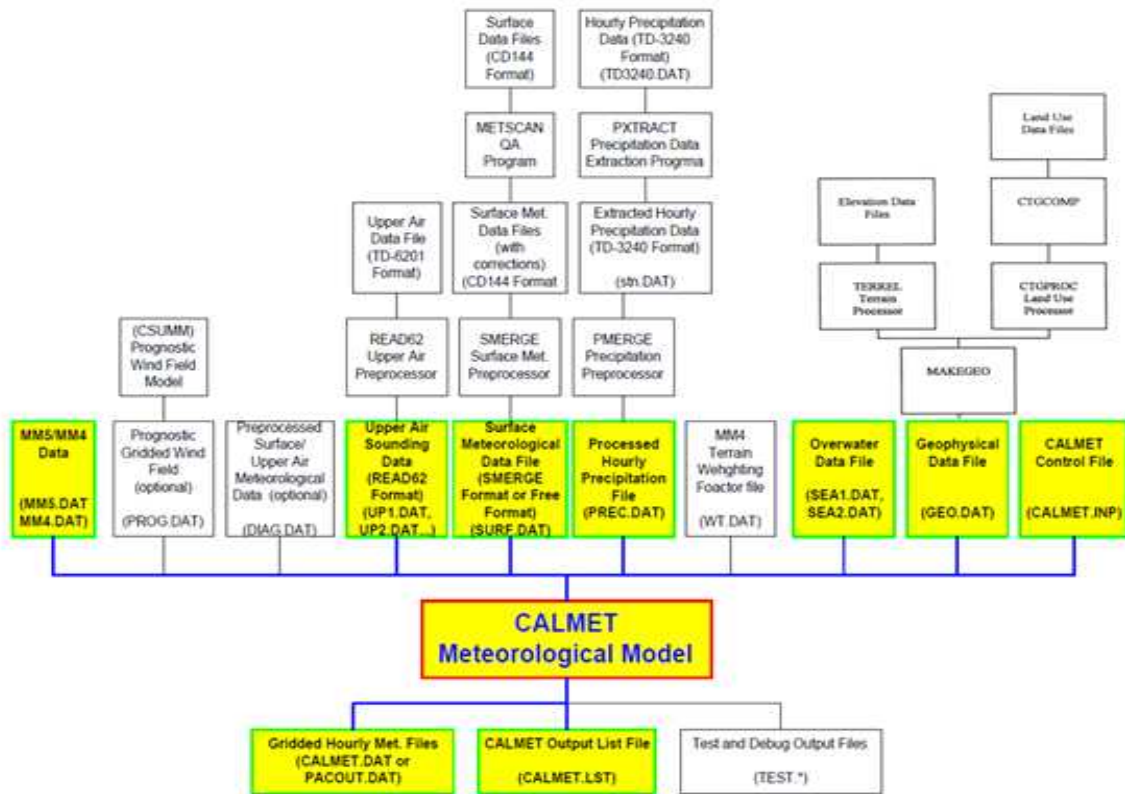 Surface
Data Files
(CD144
Format)
Hourly Precipitation
Data (TD-3240
Format)
(TD3240.DAT)
METSCAN
QA
Program
PXTRACT
Precipitation Data
Extraction Progrma
Land Use
Data Files
Upper Air
Data File
(TD-6201
Format)
Surface Met.
Data Files
(with
corrections)
(CD144 Format
Extracted Hourly
Precipitation Data
(TD-3240 Format)
(stn.DAT)
Elevation Data
Files
CTGCOMP
TERREL
Terrain
Processor
CTGPROC
Land Use
Processor
(CSUMM)
Prognostic
Wind Field
Model
READ62
Upper Air
Preprocessor
SMERGE
Surface Met.
Preprocessor
PMERGE
Precipitation
Preprocessor
MAKEGEO
MM5/MM4
Data
(MM5.DAT
MM4.DAT)
Prognostic
Gridded Wind
Field
(optional)
(PROG.DAT)
Preprocessed
Surface/
Upper Air
Meteorological
Data (optional)
(DIAG.DAT)
Upper Air
Sounding
Data
(READ62
Format)
(UP1.DAT,
UP2.DAT...)
Surface
Meteorological
Data File
(SMERGE
Format or Free
Format)
(SURF.DAT)
Processed
Hourly
Precipitation
File
(PREC.DAT)
MM4
Terrain
Wehghting
Foactor file
(WT.DAT)
Overwater
Data File
(SEA1.DAT,
SEA2.DAT)
Geophysical
Data File
(GEO.DAT)
CALMET
Control File
(CALMET.INP)
CALMET
Meteorological Model
Gridded Hourly Met. Files
(CALMET.DAT or
PACOUT.DAT)
CALMET Output List File
(CALMET.LST)
Test and Debug Output Files
(TEST.*)